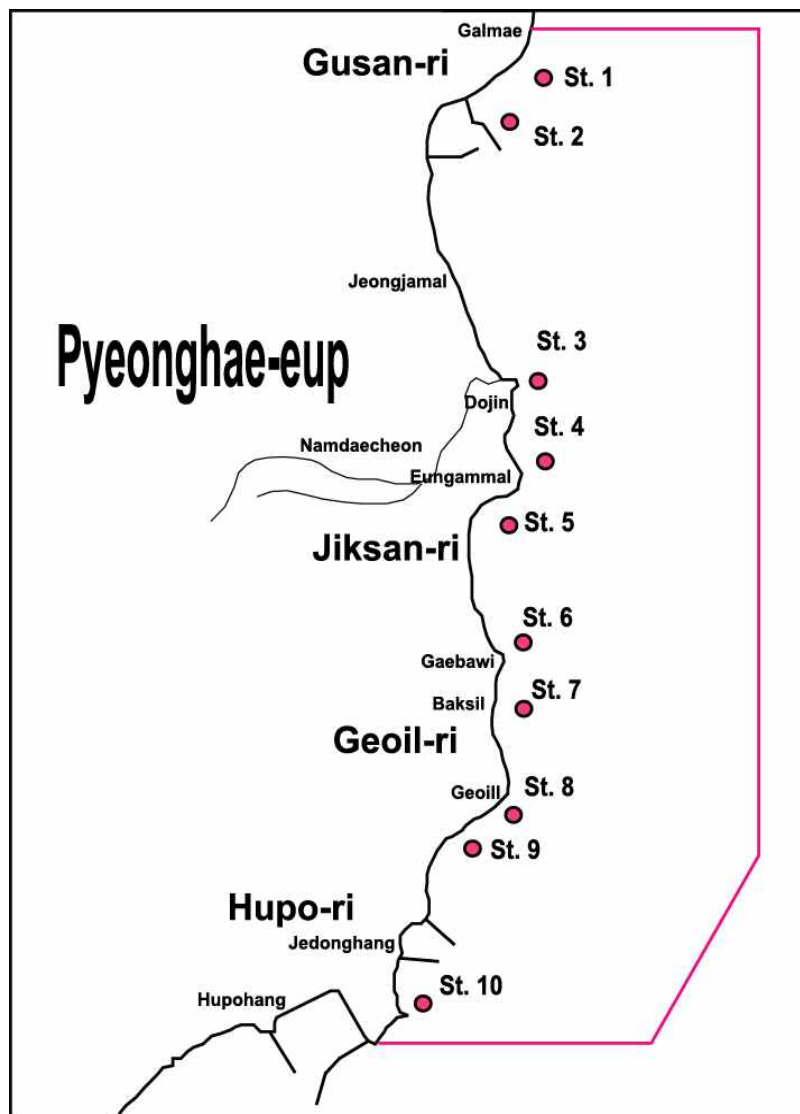 Galmae
Gusan-ri
St. 1
St. 2
Jeongjamal
St. 3
Pyeonghae-eup
Dojin
St. 4
Namdaecheon
Eungammal
St. 5
Jiksan-ri
St. 6
Gaebawi
St. 7
Baksil
Geoil-ri
St. 8
Geoill
St. 9
Hupo-ri
Jedonghang
St. 10
Hupohang